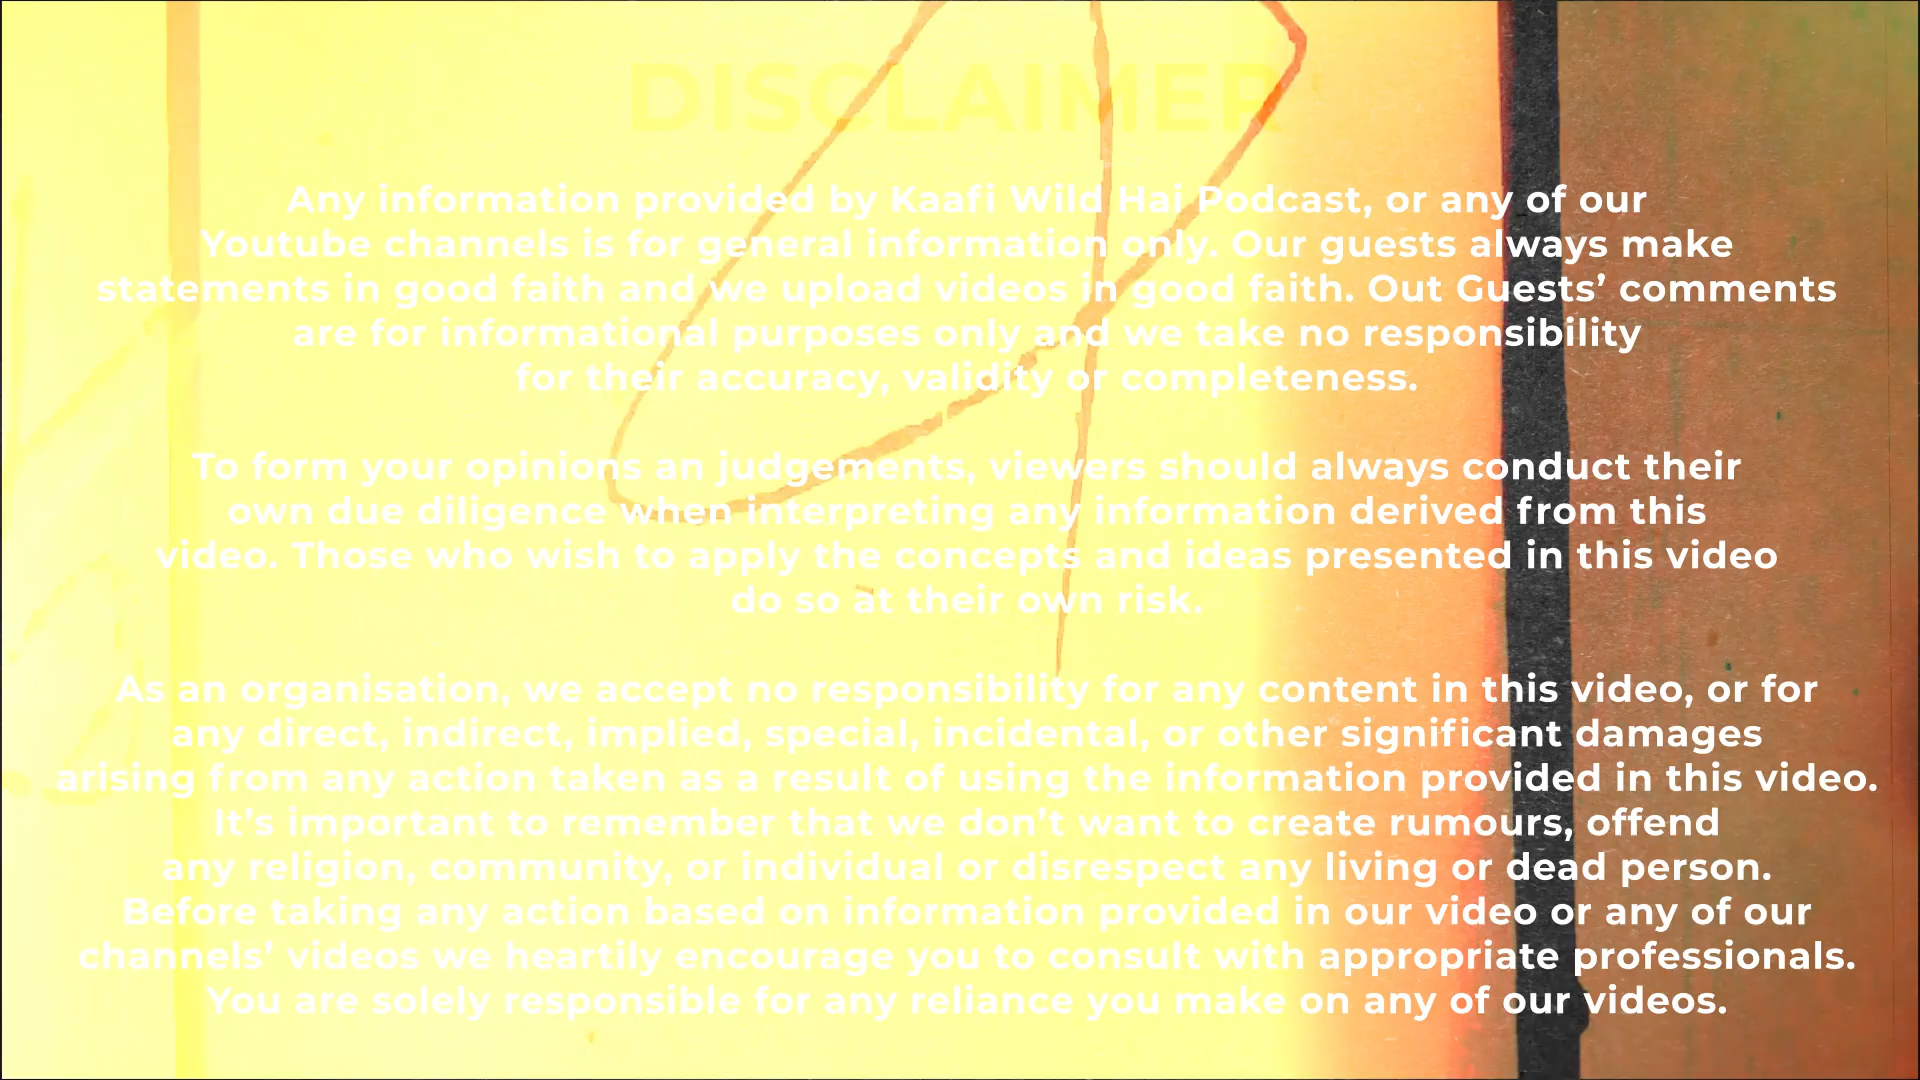 DISCLAIMER
Any information provided by Kaafi Wild Hai Podcast, or any of our
Youtube channels is for general information only. Our guests always make
statements in good faith and we upload videos in good faith. Out Guests’ comments
are for informational purposes only and we take no responsibility
for their accuracy, validity or completeness.
To form your opinions an judgements, viewers should always conduct their
own due diligence when interpreting any information derived from this
video. Those who wish to apply the concepts and ideas presented in this video
do so at their own risk.
As an organisation, we accept no responsibility for any content in this video, or for
any direct, indirect, implied, special, incidental, or other significant damages
arising from any action taken as a result of using the information provided in this video.
It’s important to remember that we don’t want to create rumours, offend
any religion, community, or individual or disrespect any living or dead person.
Before taking any action based on information provided in our video or any of our
channels’ videos we heartily encourage you to consult with appropriate professionals.
You are solely responsible for any reliance you make on any of our videos.